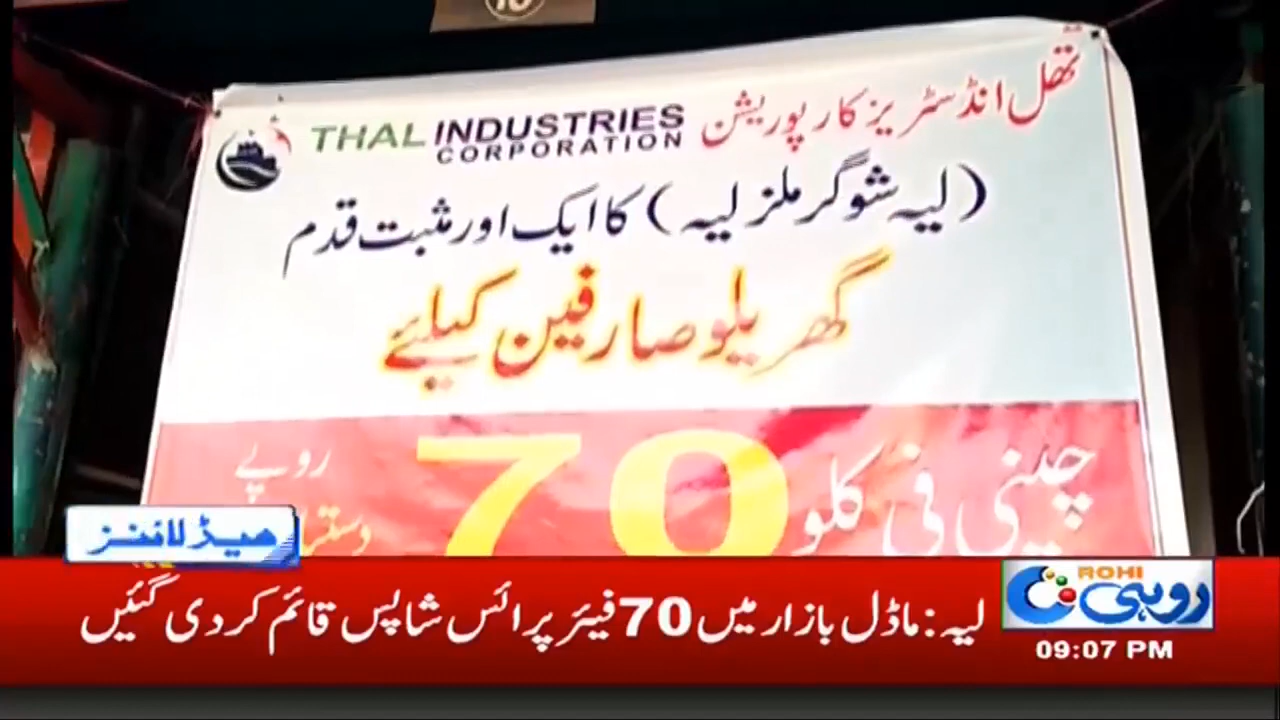 تھل انڈسٹریز کارپوریشن THAL INDUSTRIES CORPORATION
(لیہ شوگر ملز لیہ) کا ایک اور مثبت قدم
گھریلو صارفین کیلئے
چینی فی کلو 70 روپے
ہیڈلائنز
لیہ: ماڈل بازار میں 70 فیئر پرائس شاپس قائم کر دی گئیں
ROHI
روہی
09:07 PM